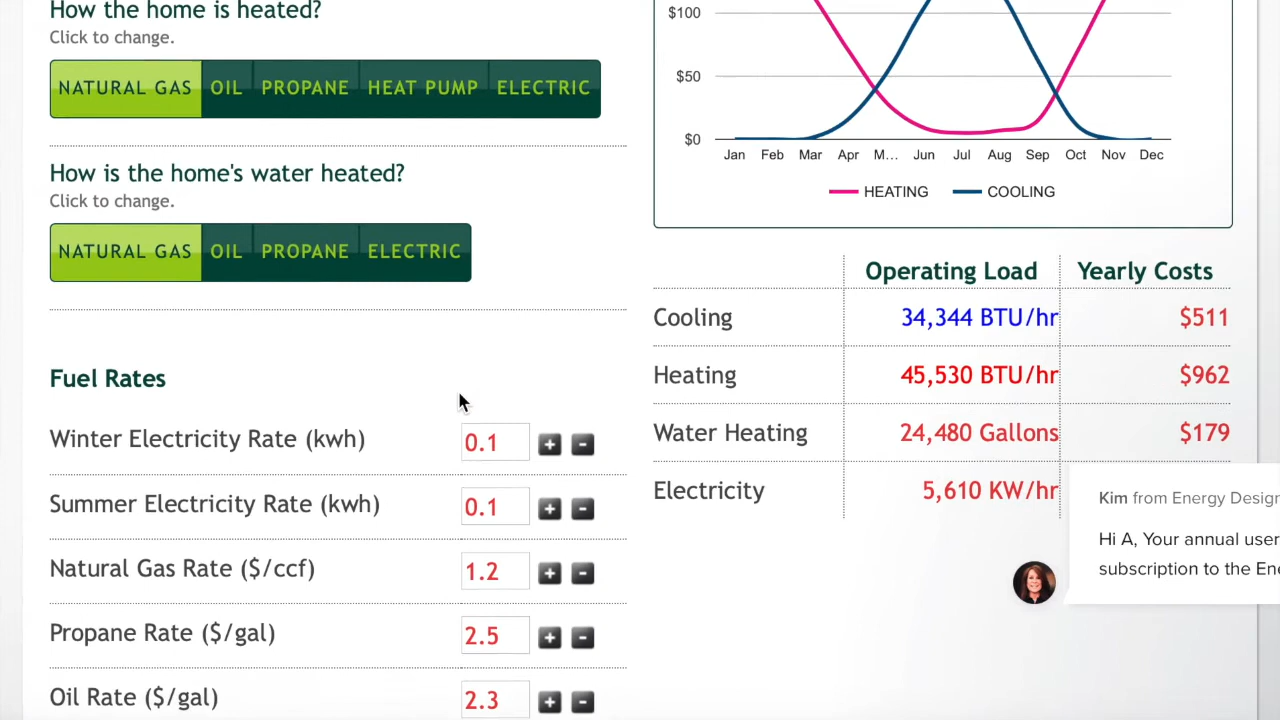 How the home is heated?
Click to change.
NATURAL GAS OIL PROPANE HEAT PUMP ELECTRIC
How is the home's water heated?
Click to change.
NATURAL GAS OIL PROPANE ELECTRIC
Fuel Rates
Winter Electricity Rate (kwh) 0.1 + -
Summer Electricity Rate (kwh) 0.1 + -
Natural Gas Rate ($/ccf) 1.2 + -
Propane Rate ($/gal) 2.5 + -
Oil Rate ($/gal) 2.3 + -
$100
$50
$0
Jan Feb Mar Apr M... Jun Jul Aug Sep Oct Nov Dec
HEATING COOLING
Operating Load Yearly Costs
Cooling 34,344 BTU/hr $511
Heating 45,530 BTU/hr $962
Water Heating 24,480 Gallons $179
Electricity 5,610 KW/hr
Kim from Energy Design
Hi A, Your annual user
subscription to the Ene